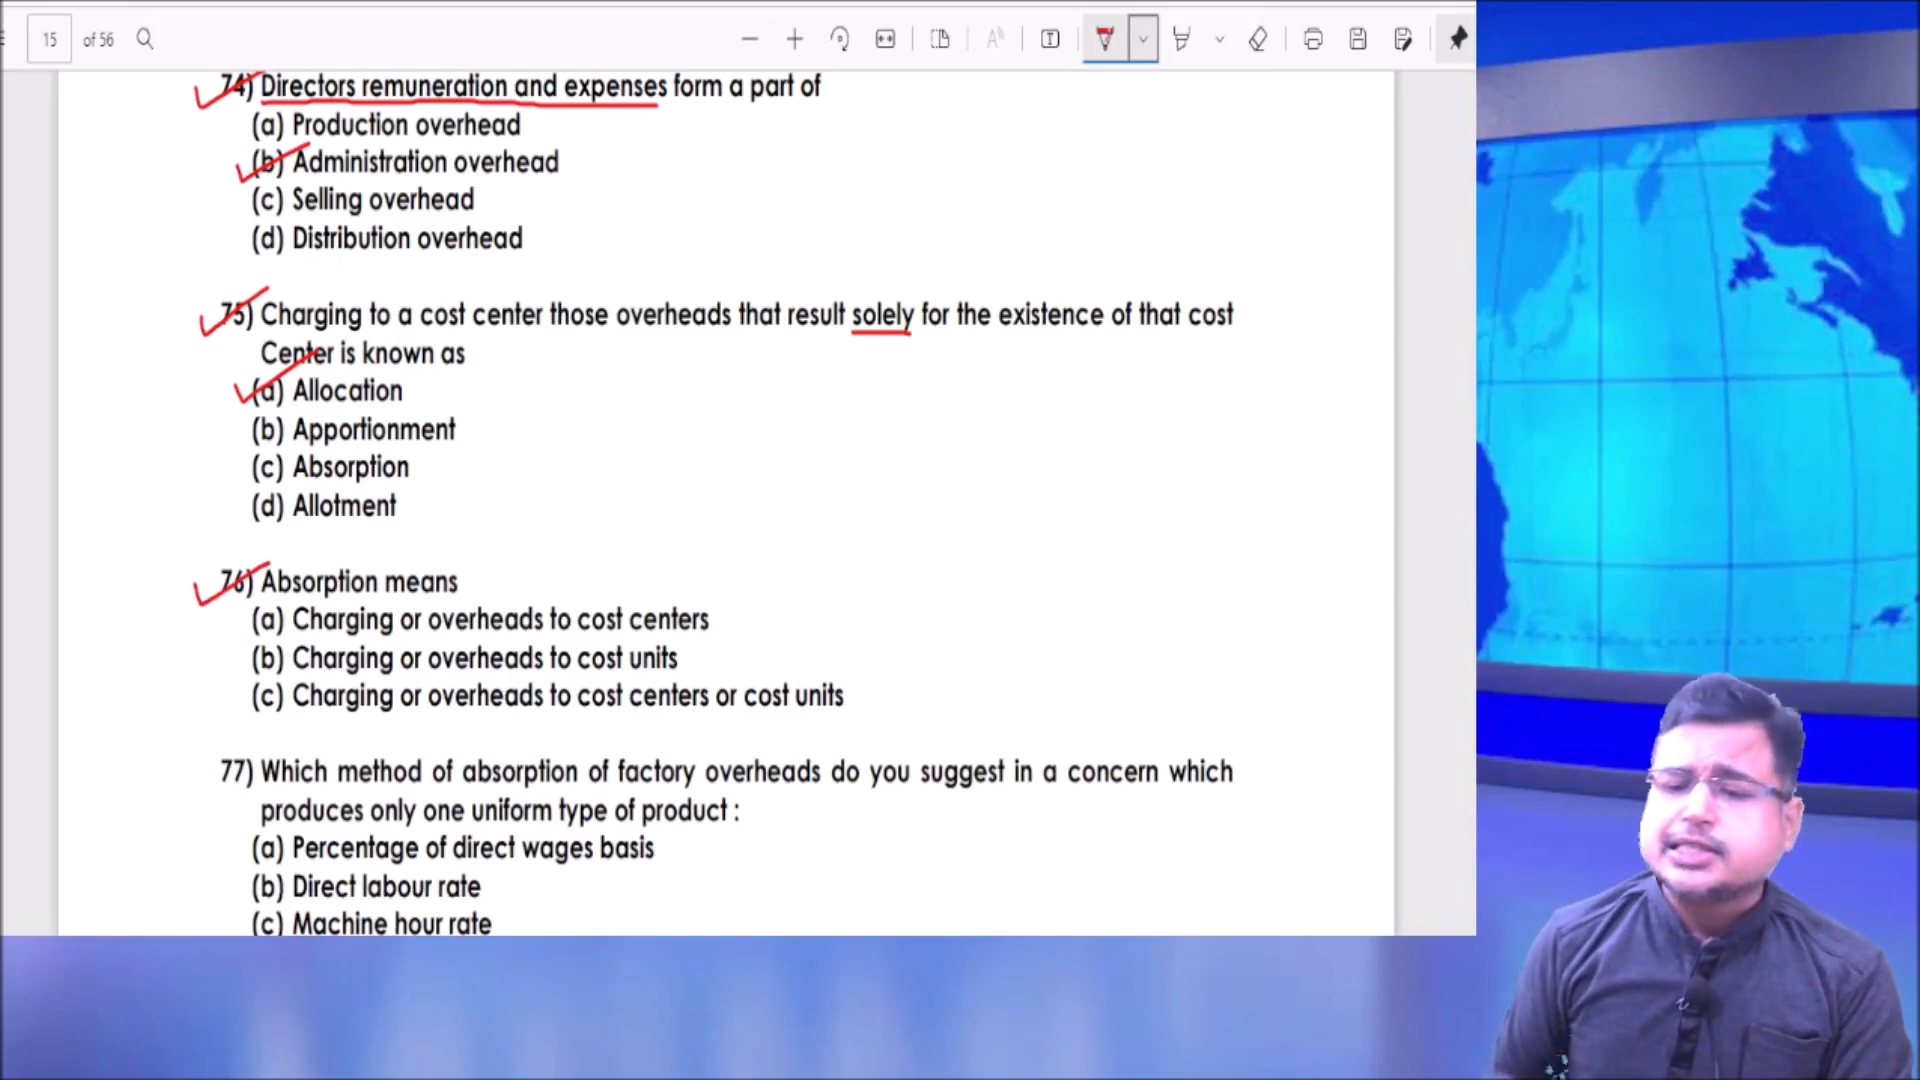 15 of 56
74) Directors remuneration and expenses form a part of
(a) Production overhead
(b) Administration overhead
(c) Selling overhead
(d) Distribution overhead
75) Charging to a cost center those overheads that result solely for the existence of that cost
Center is known as
(a) Allocation
(b) Apportionment
(c) Absorption
(d) Allotment
76) Absorption means
(a) Charging or overheads to cost centers
(b) Charging or overheads to cost units
(c) Charging or overheads to cost centers or cost units
77) Which method of absorption of factory overheads do you suggest in a concern which
produces only one uniform type of product :
(a) Percentage of direct wages basis
(b) Direct labour rate
(c) Machine hour rate